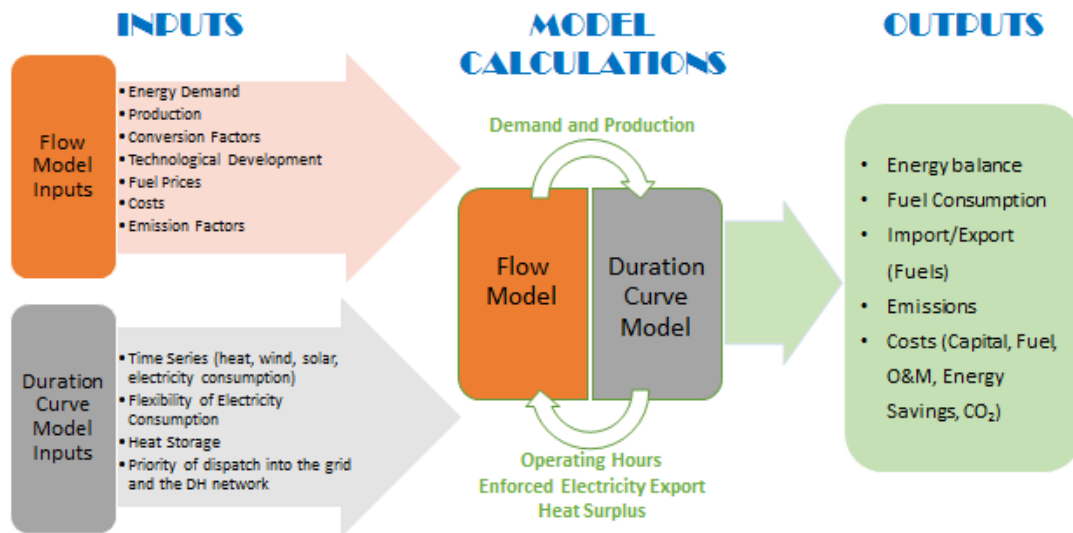 INPUTS
Flow
Model
Inputs
▪ Energy Demand
▪ Production
▪ Conversion Factors
▪ Technological Development
▪ Fuel Prices
▪ Costs
▪ Emission Factors
Duration
Curve
Model
Inputs
▪ Time Series (heat, wind, solar,
electricity consumption)
▪ Flexibility of Electricity
Consumption
▪ Heat Storage
▪ Priority of dispatch into the grid
and the DH network
MODEL
CALCULATIONS
Demand and Production
Flow
Model
Duration
Curve
Model
Operating Hours
Enforced Electricity Export
Heat Surplus
OUTPUTS
• Energy balance
• Fuel Consumption
• Import/Export
(Fuels)
• Emissions
• Costs (Capital, Fuel,
O&M, Energy
Savings, CO₂)